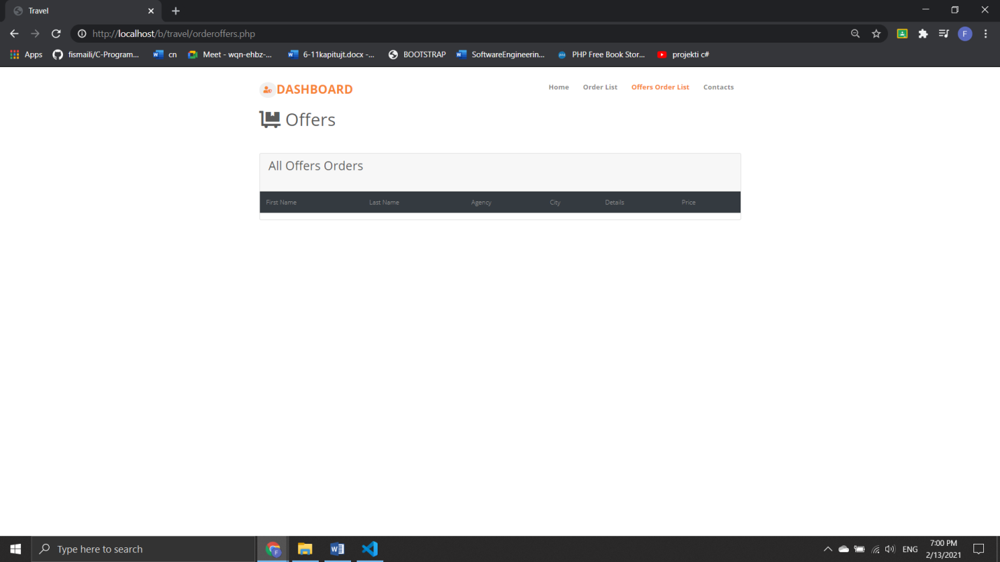 Travel
http://localhost/b/travel/orderoffers.php
F
Apps fismaili/C-Program... cn Meet - wqn-ehbz-... 6-11kapitujt.docx -... BOOTSTRAP SoftwareEngineerin... PHP Free Book Stor... projekti c#
DASHBOARD Home Order List Offers Order List Contacts
Offers
All Offers Orders
First Name Last Name Agency City Details Price
Type here to search
ENG
7:00 PM
2/13/2021